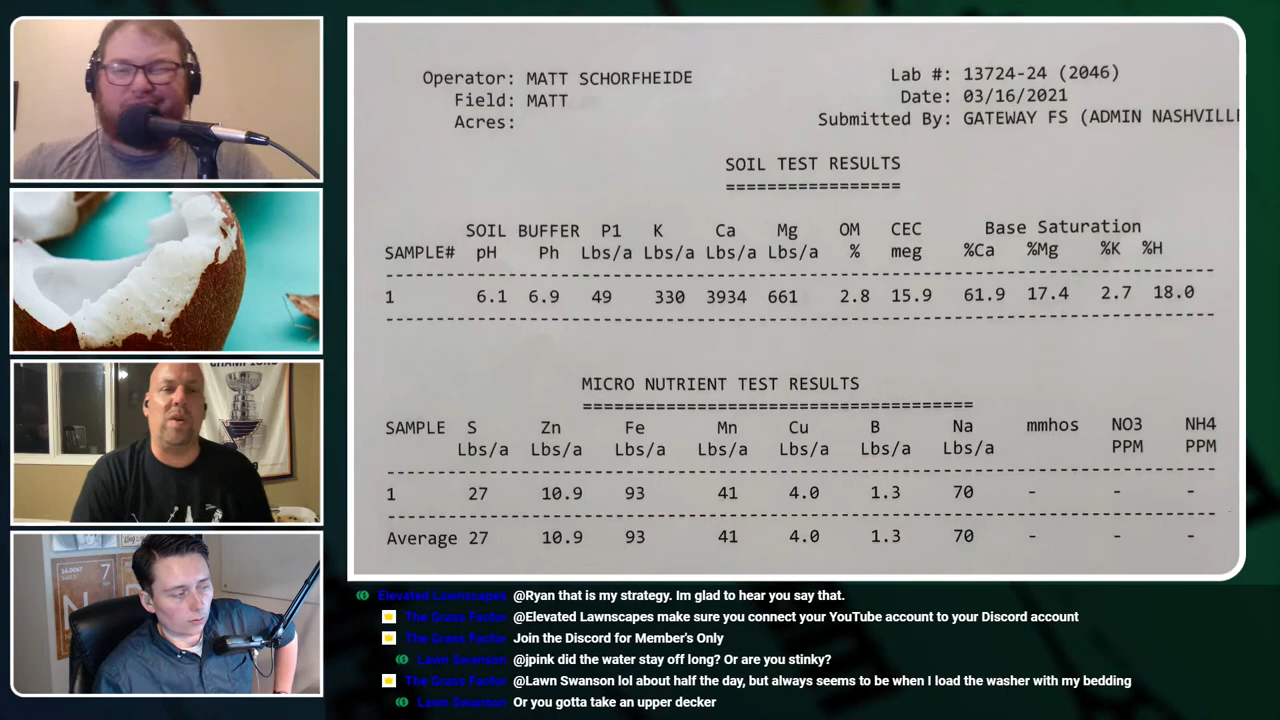 Operator: MATT SCHORFHEIDE
Lab #: 13724-24 (2046)
Field: MATT
Date: 03/16/2021
Acres:
Submitted By: GATEWAY FS (ADMIN NASHVILLE
SOIL TEST RESULTS
=================
SOIL BUFFER P1 K Ca Mg OM CEC Base Saturation
SAMPLE# pH Ph Lbs/a Lbs/a Lbs/a Lbs/a % meg %Ca %Mg %K %H
1 6.1 6.9 49 330 3934 661 2.8 15.9 61.9 17.4 2.7 18.0
MICRO NUTRIENT TEST RESULTS
SAMPLE S Zn Fe Mn Cu B Na mmhos NO3 NH4
Lbs/a Lbs/a Lbs/a Lbs/a Lbs/a Lbs/a Lbs/a PPM PPM
1 27 10.9 93 41 4.0 1.3 70 - - -
Average 27 10.9 93 41 4.0 1.3 70 - - -
CHAMPIONS
14.0067 7
N
Elevated Lawnscapes @Ryan that is my strategy. Im glad to hear you say that.
The Grass Factor @Elevated Lawnscapes make sure you connect your YouTube account to your Discord account
The Grass Factor Join the Discord for Member's Only
Lawn Swanson @jpink did the water stay off long? Or are you stinky?
The Grass Factor @Lawn Swanson lol about half the day, but always seems to be when I load the washer with my bedding
Lawn Swanson Or you gotta take an upper decker